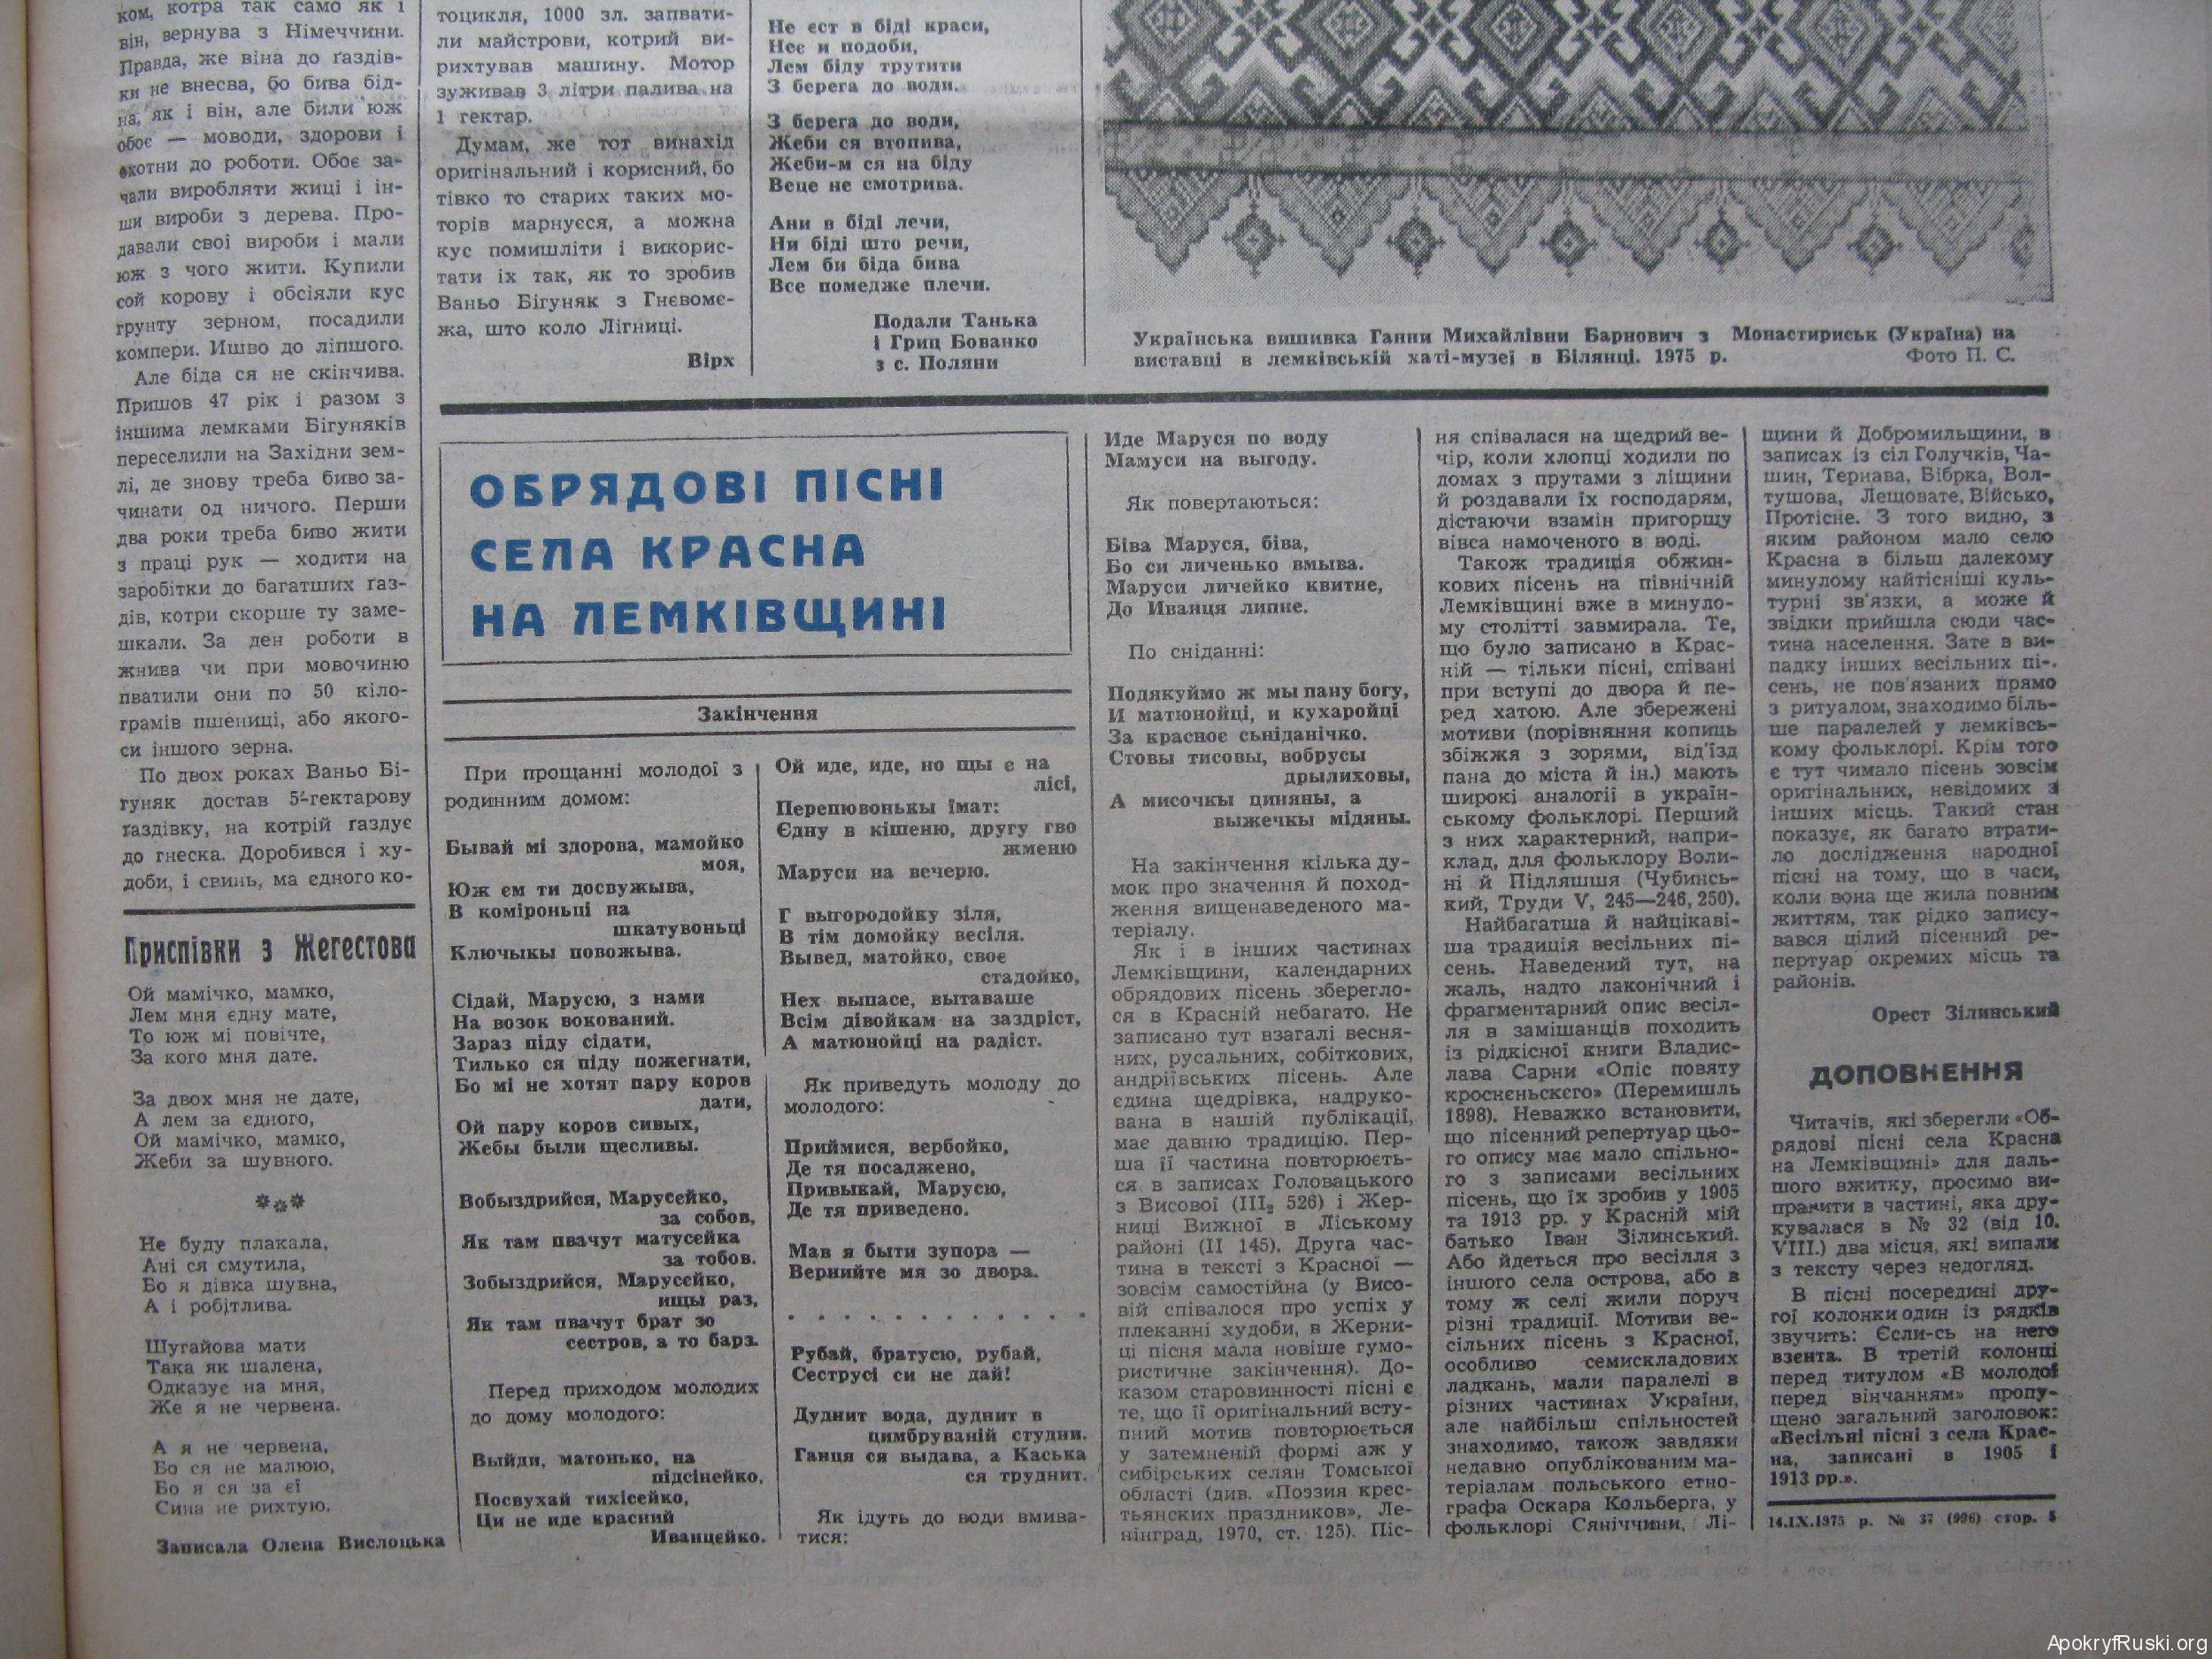 ком, котра так само як і
він, вернува з Німеччини.
Правда, же віна до ґаздів-
ки не внесва, бо бива бід-
на, як і він, але били юж
обоє — моводи, здорови і
охотни до роботи. Обоє за-
чали виробляти жиці і ін-
ши вироби з дерева. Про-
давали свої вироби і мали
юж з чого жити. Купили
сой корову і обсіяли кус
грунту зерном, посадили
компери. Ишво до ліпшого.
Але біда ся не скінчива.
Пришов 47 рік і разом з
іншима лемками Бігуняків
переселили на Західни зем-
лі, де знову треба биво за-
чинати од ничого. Перши
два роки треба биво жити
з праці рук — ходити на
заробітки до багатших ґаз-
дів, котри скорше ту заме-
шкали. За ден роботи в
жнива чи при мовочиню
пватили они по 50 кіло-
грамів пшениці, або якого-
си іншого зерна.
По двох роках Ваньо Бі-
гуняк достав 5-гектарову
ґаздівку, на котрій ґаздує
до гнеска. Доробився і ху-
доби, і свинь, ма єдного ко-
тоцикля, 1000 зл. запвати-
ли майстрови, котрий ви-
рихтував машину. Мотор
зуживав 3 літри палива на
1 гектар.
Думам, же тот винахід
оригінальний і корисний, бо
тівко то старих таких мо-
торів марнуєся, а можна
кус помишліти і викорис-
тати їх так, як то зробив
Ваньо Бігуняк з Гнєвомє-
жа, што коло Лігниці.
Вірх
Не єст в біді краси,
Неє и подоби,
Лем біду трутити
З берега до води.
З берега до води,
Жеби ся втопива,
Жеби-м ся на біду
Веце не смотрива.
Ани в біді лечи,
Ни біді што речи,
Лем би біда бива
Все помедже плечи.
Подали Танька
і Гриц Бованко
з с. Поляни
Українська вишивка Ганни Михайлівни Барнович з Монастириськ (Україна) на
виставці в лемківській хаті-музеї в Білянці. 1975 р. Фото П. С.
Приспівки з Жегестова
Ой мамічко, мамко,
Лем мня єдну мате,
То юж мі повічте,
За кого мня дате.
За двох мня не дате,
А лем за єдного,
Ой мамічко, мамко,
Жеби за шувного.
***
Не буду плакала,
Ані ся смутила,
Бо я дівка шувна,
А і робітлива.
Шугайова мати
Така як шалена,
Одказує на мня,
Же я не червена.
А я не червена,
Бо ся не малюю,
Бо я ся за єї
Сина не рихтую.
Записала Олена Вислоцька
ОБРЯДОВІ ПІСНІ
СЕЛА КРАСНА
НА ЛЕМКІВЩИНІ
Закінчення
При прощанні молодої з
родинним домом:
Бывай мі здорова, мамойко
моя,
Юж єм ти досвужыва,
В коміроньці на
шкатувоньці
Ключыкы повожыва.
Сідай, Марусю, з нами
На возок вокований.
Зараз піду сідати,
Тилько ся піду пожегнати,
Бо мі не хотят пару коров
дати,
Ой пару коров сивых,
Жебы были щесливы.
Вобыздрийся, Марусейко,
за собов,
Як там пвачут матусейка
за тобов.
Зобыздрийся, Марусейко,
ищы раз,
Як там пвачут брат зо
сестров, а то барз.
Перед приходом молодих
до дому молодого:
Выйди, матонько, на
підсінейко,
Посвухай тихісейко,
Ци не иде красний
Иванцейко.
Ой иде, иде, но щы є на
лісі,
Перепювонькы їмат:
Єдну в кішеню, другу гво
жменю
Маруси на вечерю.
Г выгородойку зіля,
В тім домойку весіля.
Вывед, матойко, своє
стадойко,
Нех выпасе, вытаваше
Всім дівойкам на заздріст,
А матюнойці на радіст.
Як приведуть молоду до
молодого:
Приймися, вербойко,
Де тя посаджено,
Привыкай, Марусю,
Де тя приведено.
Мав я быти зупора —
Вернийте мя зо двора.
. . . . . . . . . . . .
Рубай, братусю, рубай,
Сеструсі си не дай!
Дуднит вода, дуднит в
цимбруваній студни.
Ганця ся выдава, а Каська
ся труднит.
Як ідуть до води вмива-
тися:
Иде Маруся по воду
Мамуси на выгоду.
Як повертаються:
Біва Маруся, біва,
Бо си личенько вмыва.
Маруси личейко квитне,
До Иванця липне.
По сніданні:
Подякуймо ж мы пану богу,
И матюнойці, и кухаройці
За красноє сьніданічко.
Стовы тисовы, вобрусы
дрылиховы,
А мисочкы циняны, а
выжечкы мідяны.
На закінчення кілька ду-
мок про значення й поход-
ження вищенаведеного ма-
теріалу.
Як і в інших частинах
Лемківщини, календарних
обрядових пісень зберегло-
ся в Красній небагато. Не
записано тут взагалі весня-
них, русальних, собіткових,
андріївських пісень. Але
єдина щедрівка, надруко-
вана в нашій публікації,
має давню традицію. Пер-
ша її частина повторюєть-
ся в записах Головацького
з Висової (III, 526) і Жер-
ниці Вижної в Ліському
районі (II 145). Друга час-
тина в тексті з Красної —
зовсім самостійна (у Висо-
вій співалося про успіх у
плеканні худоби, в Жерни-
ці пісня мала новіше гумо-
ристичне закінчення). До-
казом старовинності пісні є
те, що її оригінальний всту-
пний мотив повторюється
у затемненій формі аж у
сибірських селян Томської
області (див. «Поэзия крес-
тьянских праздников», Ле-
нінград, 1970, ст. 125). Піс-
ня співалася на щедрий ве-
чір, коли хлопці ходили по
домах з прутами з ліщини
й роздавали їх господарям,
дістаючи взамін пригорщу
вівса намоченого в воді.
Також традиція обжин-
кових пісень на північній
Лемківщині вже в минуло-
му столітті завмирала. Те,
що було записано в Крас-
ній — тільки пісні, співані
при вступі до двора й пе-
ред хатою. Але збережені
мотиви (порівняння копиць
збіжжя з зорями, від'їзд
пана до міста й ін.) мають
широкі аналогії в україн-
ському фольклорі. Перший
з них характерний, напри-
клад, для фольклору Воли-
ні й Підляшшя (Чубинсь-
кий, Труди V, 245—246, 250).
Найбагатша й найцікаві-
ша традиція весільних пі-
сень. Наведений тут, на
жаль, надто лаконічний і
фрагментарний опис весіл-
ля в замішанців походить
із рідкісної книги Владис-
лава Сарни «Опіс повяту
кросненьскєго» (Перемишль
1898). Неважко встановити,
що пісенний репертуар цьо-
го опису має мало спільно-
го з записами весільних
пісень, що їх зробив у 1905
та 1913 рр. у Красній мій
батько Іван Зілинський.
Або йдеться про весілля з
іншого села острова, або в
тому ж селі жили поруч
різні традиції. Мотиви ве-
сільних пісень з Красної,
особливо семискладових
ладкань, мали паралелі в
різних частинах України,
але найбільш спільностей
знаходимо, також завдяки
недавно опублікованим ма-
теріалам польського етно-
графа Оскара Кольберга, у
фольклорі Сяніччини, Лі-
щини й Добромильщини, в
записах із сіл Голучків, Ча-
шин, Тернава, Бібрка, Вол-
тушова, Лещовате, Військо,
Протісне. З того видно, з
яким районом мало село
Красна в більш далекому
минулому найтісніші куль-
турні зв'язки, а може й
звідки прийшла сюди час-
тина населення. Зате в ви-
падку інших весільних пі-
сень, не пов'язаних прямо
з ритуалом, знаходимо біль-
ше паралелей у лемківсь-
кому фольклорі. Крім того
є тут чимало пісень зовсім
оригінальних, невідомих з
інших місць. Такий стан
показує, як багато втрати-
ло дослідження народної
пісні на тому, що в часи,
коли вона ще жила повним
життям, так рідко запису-
вався цілий пісенний ре-
пертуар окремих місць та
районів.
Орест Зілинський
ДОПОВНЕННЯ
Читачів, які зберегли «Об-
рядові пісні села Красна
на Лемківщині» для даль-
шого вжитку, просимо ви-
правити в частині, яка дру-
кувалася в № 32 (від 10.
VIII.) два місця, які випали
з тексту через недогляд.
В пісні посередині дру-
гої колонки один із рядків
звучить: Єсли-сь на него
взента. В третій колонці
перед титулом «В молодої
перед вінчанням» пропу-
щено загальний заголовок:
«Весільні пісні з села Крас-
на, записані в 1905 і
1913 рр.».
14.IX.1975 р. № 37 (996) стор. 5
ApokryfRuski.org